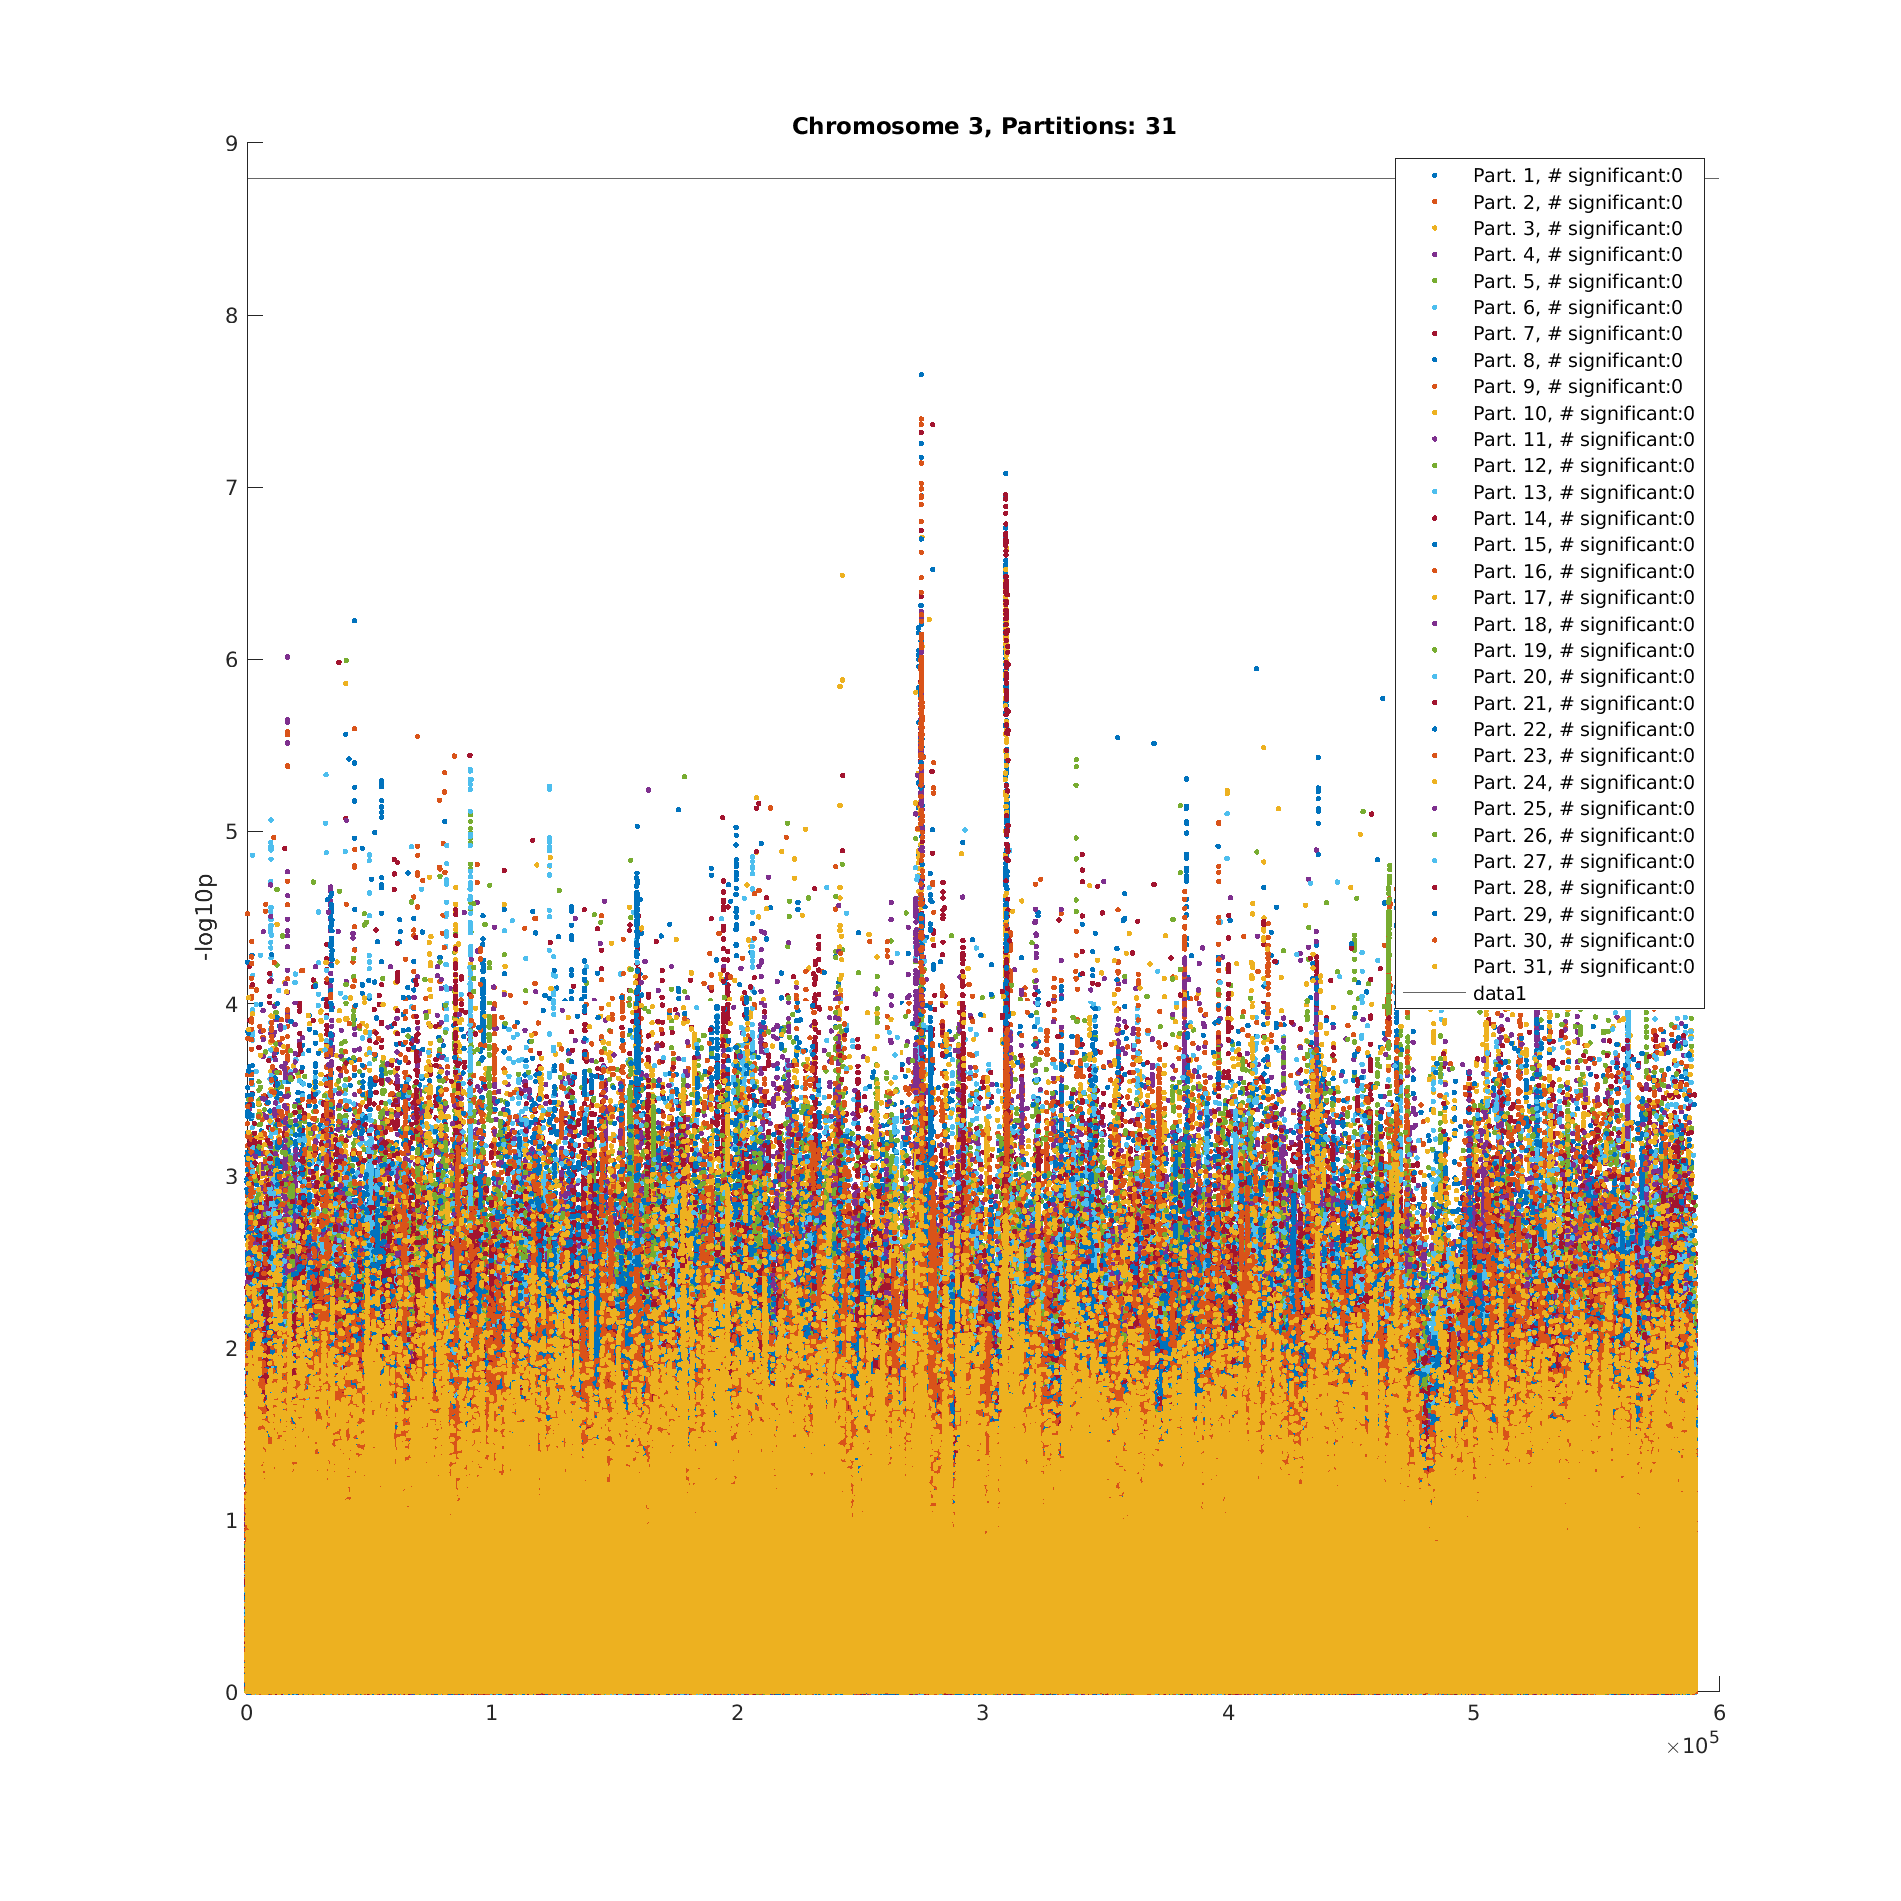 Chromosome 3, Partitions: 31
9
8
7
6
5
4
3
2
1
0
-log10p
0 1 2 3 4 5 6
×10^5
Part. 1, # significant:0
Part. 2, # significant:0
Part. 3, # significant:0
Part. 4, # significant:0
Part. 5, # significant:0
Part. 6, # significant:0
Part. 7, # significant:0
Part. 8, # significant:0
Part. 9, # significant:0
Part. 10, # significant:0
Part. 11, # significant:0
Part. 12, # significant:0
Part. 13, # significant:0
Part. 14, # significant:0
Part. 15, # significant:0
Part. 16, # significant:0
Part. 17, # significant:0
Part. 18, # significant:0
Part. 19, # significant:0
Part. 20, # significant:0
Part. 21, # significant:0
Part. 22, # significant:0
Part. 23, # significant:0
Part. 24, # significant:0
Part. 25, # significant:0
Part. 26, # significant:0
Part. 27, # significant:0
Part. 28, # significant:0
Part. 29, # significant:0
Part. 30, # significant:0
Part. 31, # significant:0
data1